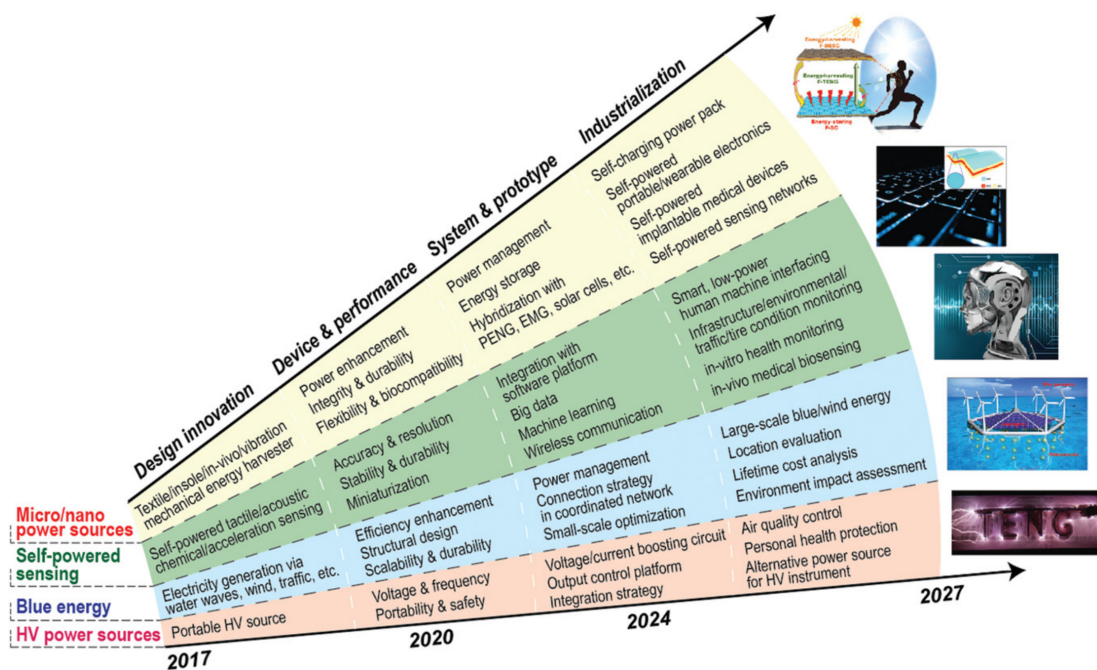 Design innovation
Device & performance
System & prototype
Industrialization
Micro/nano
power sources
Textile/insole/in-vivo/vibration
mechanical energy harvester
Power enhancement
Integrity & durability
Flexibility & biocompatibility
Power management
Energy storage
Hybridization with
PENG, EMG, solar cells, etc.
Self-charging power pack
Self-powered
portable/wearable electronics
Self-powered
implantable medical devices
Self-powered sensing networks
Self-powered
sensing
Self-powered tactile/acoustic
chemical/acceleration sensing
Accuracy & resolution
Stability & durability
Miniaturization
Integration with
software platform
Big data
Machine learning
Wireless communication
Smart, low-power
human machine interfacing
Infrastructure/environmental/
traffic/tire condition monitoring
in-vitro health monitoring
in-vivo medical biosensing
Blue energy
Electricity generation via
water waves, wind, traffic, etc.
Efficiency enhancement
Structural design
Scalability & durability
Power management
Connection strategy
in coordinated network
Small-scale optimization
Large-scale blue/wind energy
Location evaluation
Lifetime cost analysis
Environment impact assessment
HV power sources
Portable HV source
Voltage & frequency
Portability & safety
Voltage/current boosting circuit
Output control platform
Integration strategy
Air quality control
Personal health protection
Alternative power source
for HV instrument
2017
2020
2024
2027
Energy-harvesting
F-DSSC
Energy-harvesting
F-TENG
Energy-storing
F-SC
TENG